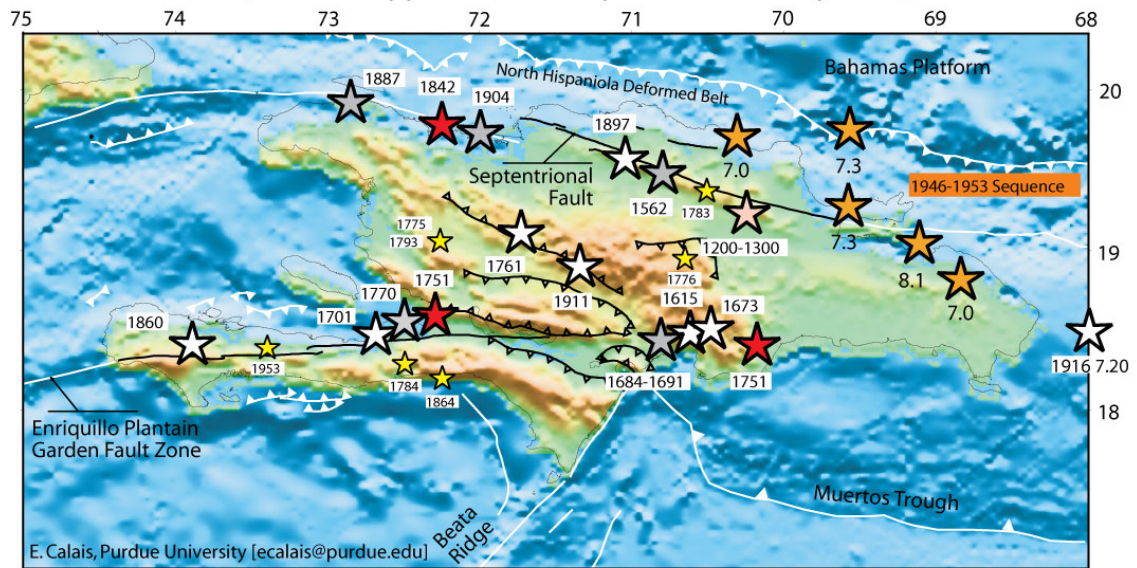 75 74 73 72 71 70 69 68
1887
1842
1904
North Hispaniola Deformed Belt
Bahamas Platform
20
1897
7.0
7.3
Septentrional
Fault
1562
1783
1946-1953 Sequence
7.3
1775
1793
1200-1300
19
1761
1776
8.1
1751
1911
1615
1673
7.0
1770
1701
1860
1953
1784
1864
1684-1691
1751
1916 7.20
18
Enriquillo Plantain
Garden Fault Zone
Beata
Ridge
Muertos Trough
E. Calais, Purdue University [ecalais@purdue.edu]